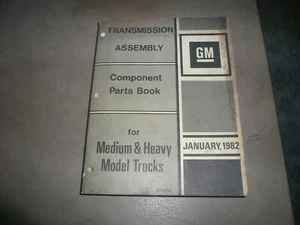 TRANSMISSION
ASSEMBLY
Component
Parts Book
for
Medium & Heavy
Model Trucks
GM
JANUARY, 1982